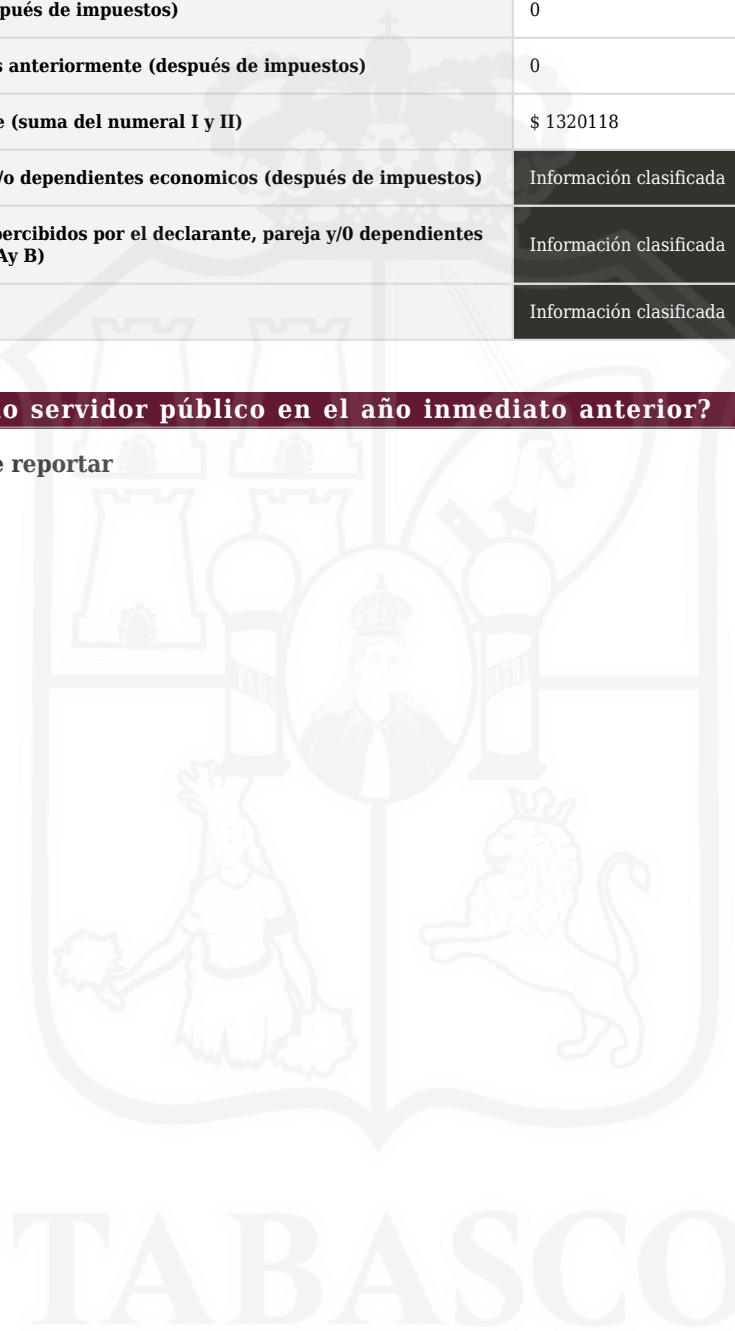 pués de impuestos)
0
s anteriormente (después de impuestos)
0
e (suma del numeral I y II)
$ 1320118
/o dependientes economicos (después de impuestos)
Información clasificada
percibidos por el declarante, pareja y/0 dependientes
Ay B)
Información clasificada
Información clasificada
o servidor público en el año inmediato anterior?
e reportar
PLUS
ULTRA
TABASCO